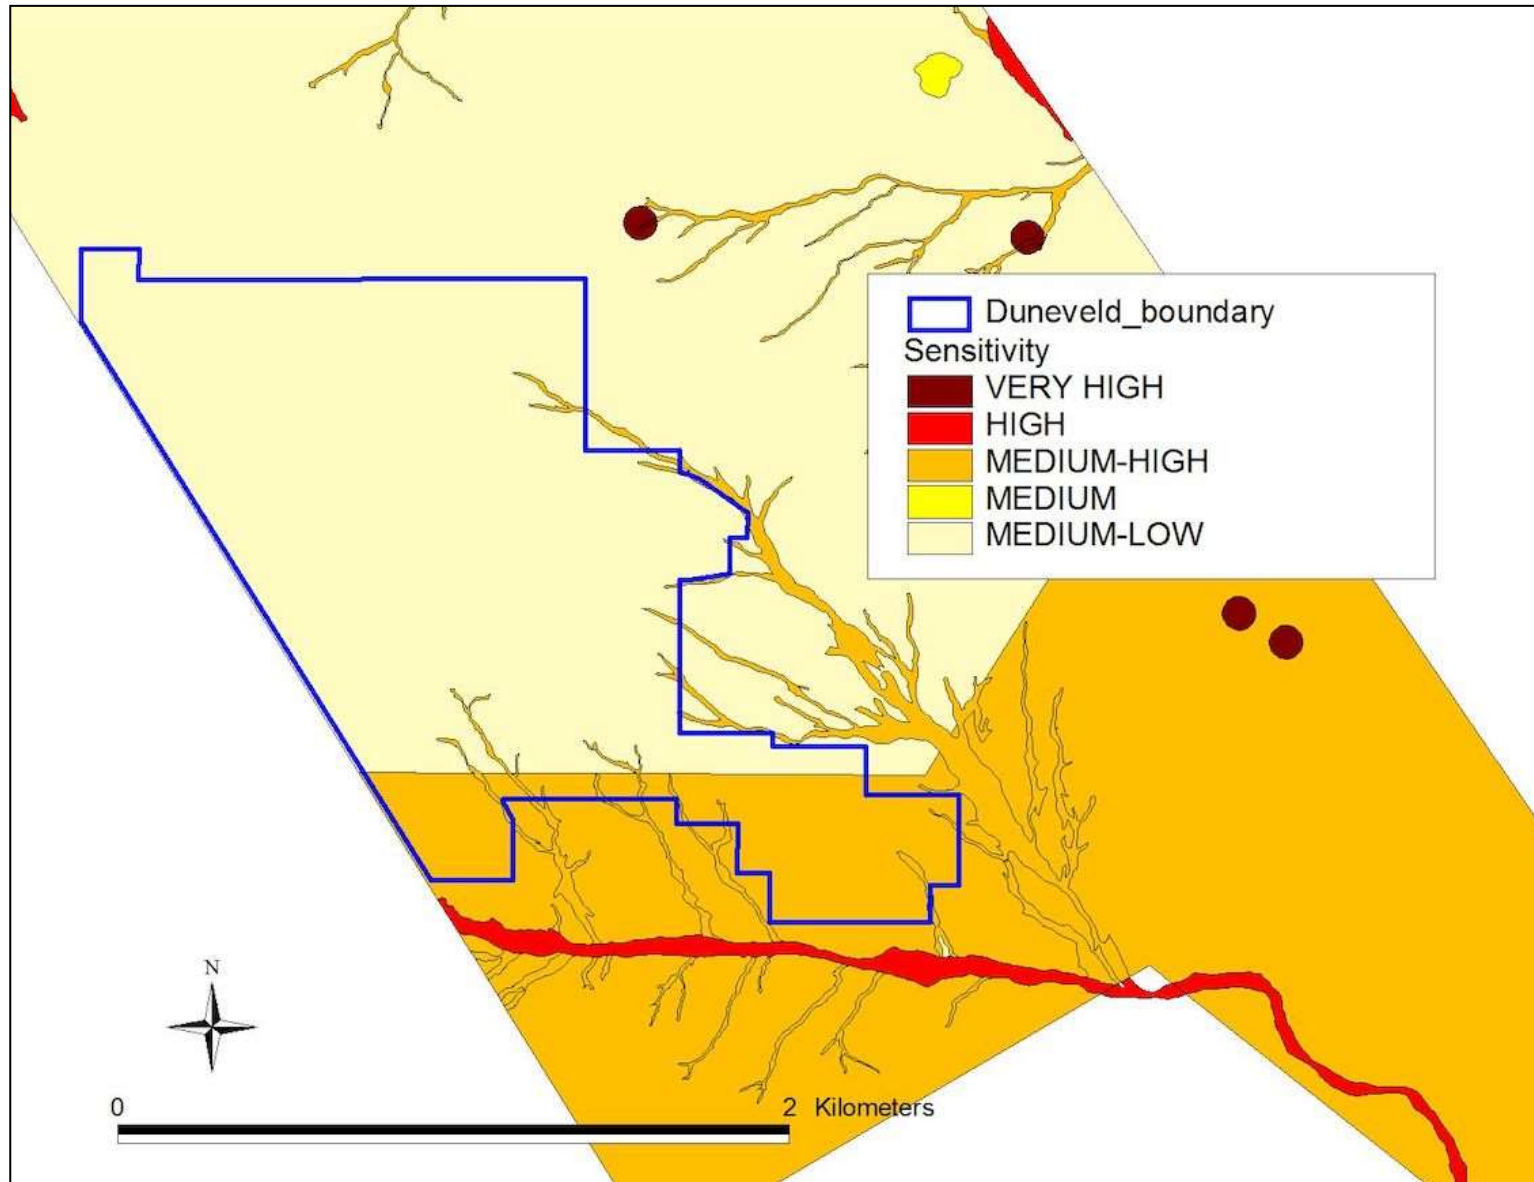 Duneveld_boundary
Sensitivity
VERY HIGH
HIGH
MEDIUM-HIGH
MEDIUM
MEDIUM-LOW
N
0 2 Kilometers